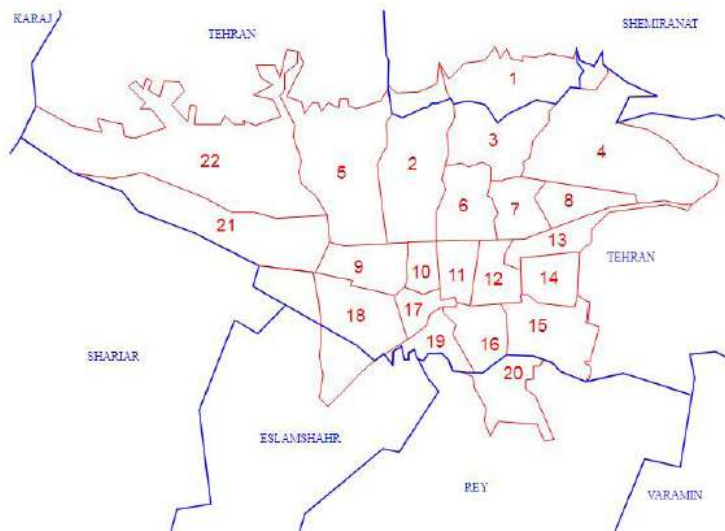 KARAJ
TEHRAN
SHEMIRANAT
1
3
4
22
5
2
6
7
8
21
13
TEHRAN
9
10
11
12
14
18
17
15
19
16
SHARIAR
20
ESLAMSHAHR
REY
VARAMIN